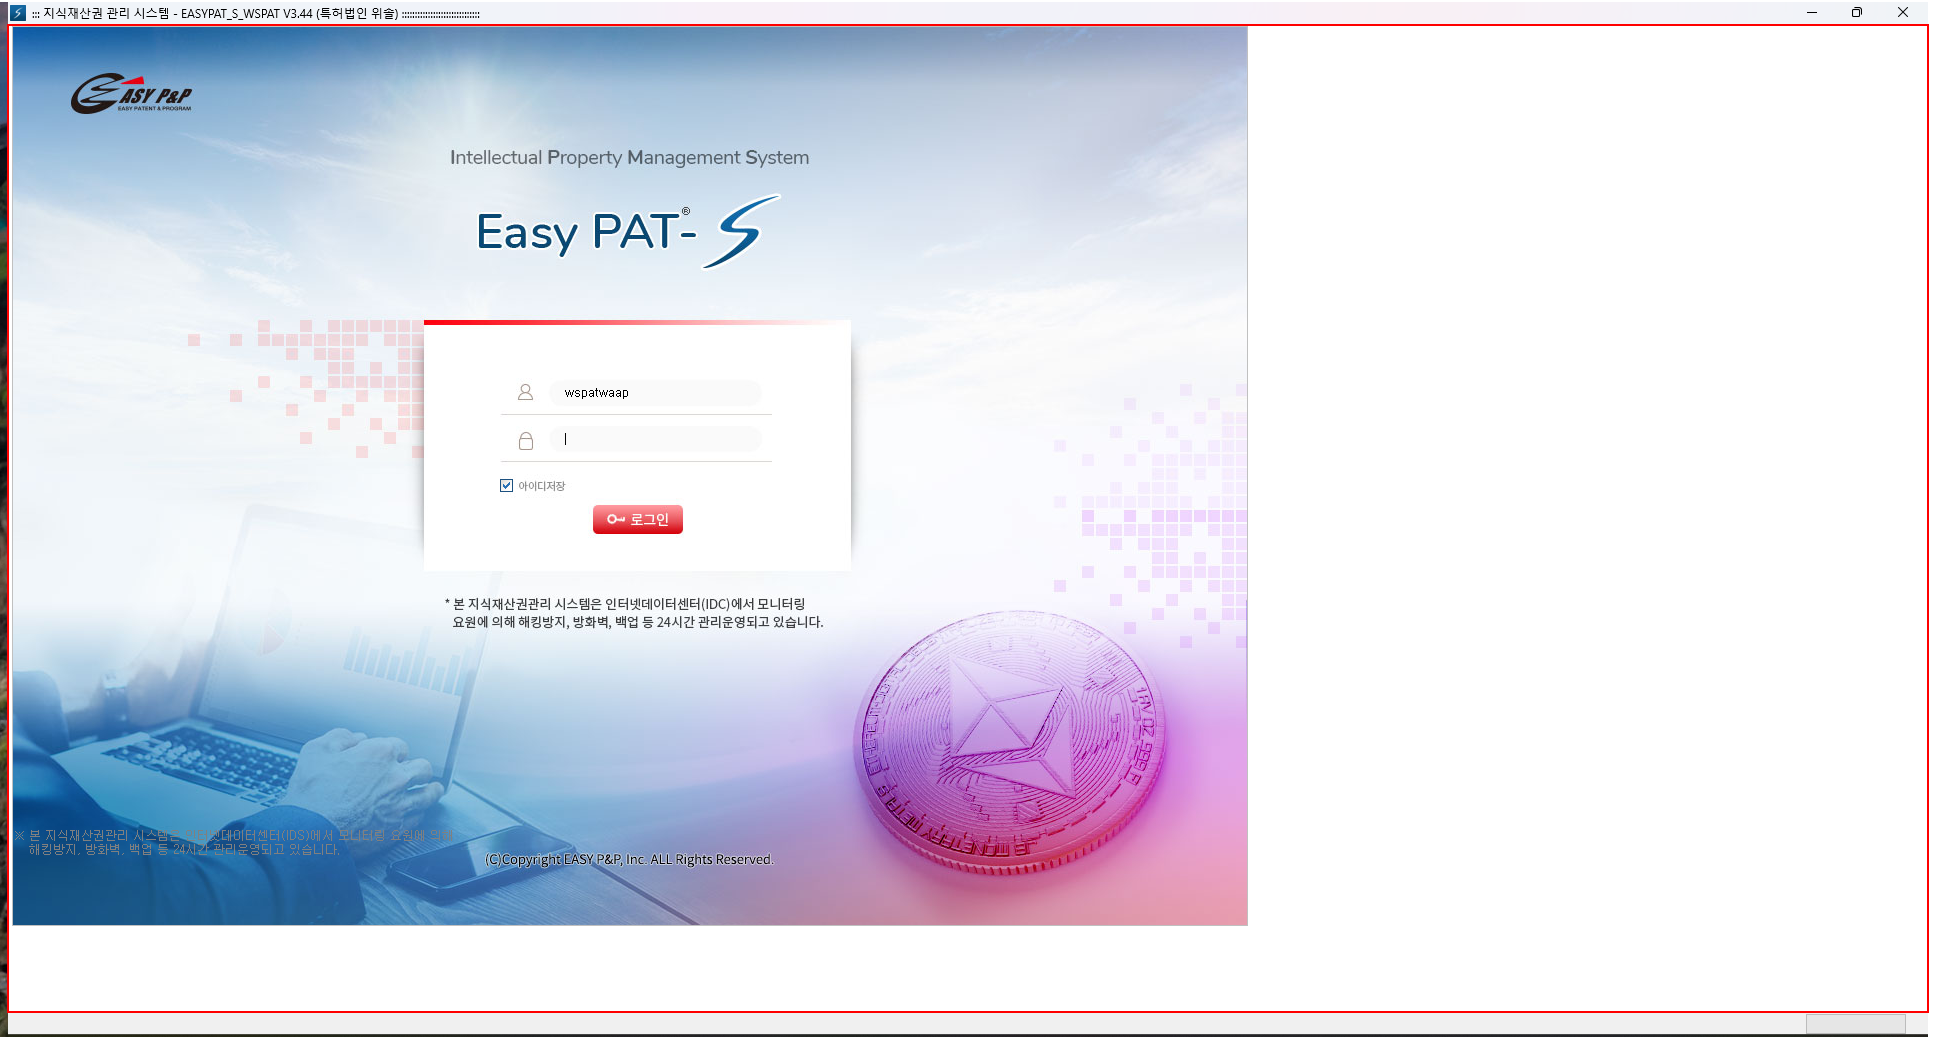 ::: 지식재산권 관리 시스템 - EASYPAT_S_WSPAT V3.44 (특허법인 위솔) ::::::::::::::::::::::::::::::
EASY P&P
EASY PATENT & PROGRAM
Intellectual Property Management System
Easy PAT-S®
wspatwaap
아이디저장
로그인
* 본 지식재산권관리 시스템은 인터넷데이터센터(IDC)에서 모니터링
요원에 의해 해킹방지, 방화벽, 백업 등 24시간 관리운영되고 있습니다.
※ 본 지식재산권관리 시스템은 인터넷데이터센터(IDS)에서 모니터링 요원에
해킹방지, 방화벽, 백업 등 24시간 관리운영되고 있습니다.
(C)Copyright EASY P&P, Inc. ALL Rights Reserved.